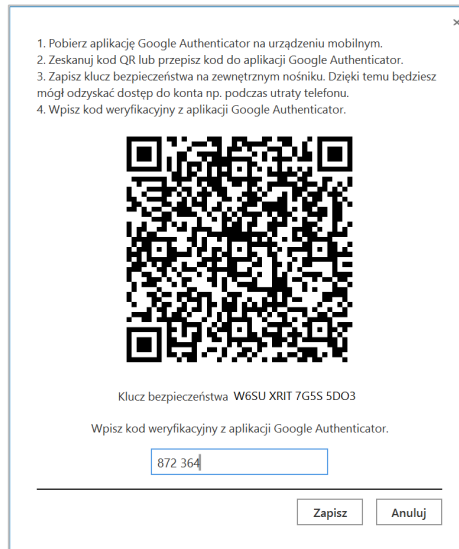 ×
1. Pobierz aplikację Google Authenticator na urządzeniu mobilnym.
2. Zeskanuj kod QR lub przepisz kod do aplikacji Google Authenticator.
3. Zapisz klucz bezpieczeństwa na zewnętrznym nośniku. Dzięki temu będziesz
mógł odzyskać dostęp do konta np. podczas utraty telefonu.
4. Wpisz kod weryfikacyjny z aplikacji Google Authenticator.
Klucz bezpieczeństwa W6SU XRIT 7G5S 5DO3
Wpisz kod weryfikacyjny z aplikacji Google Authenticator.
872 364
Zapisz Anuluj